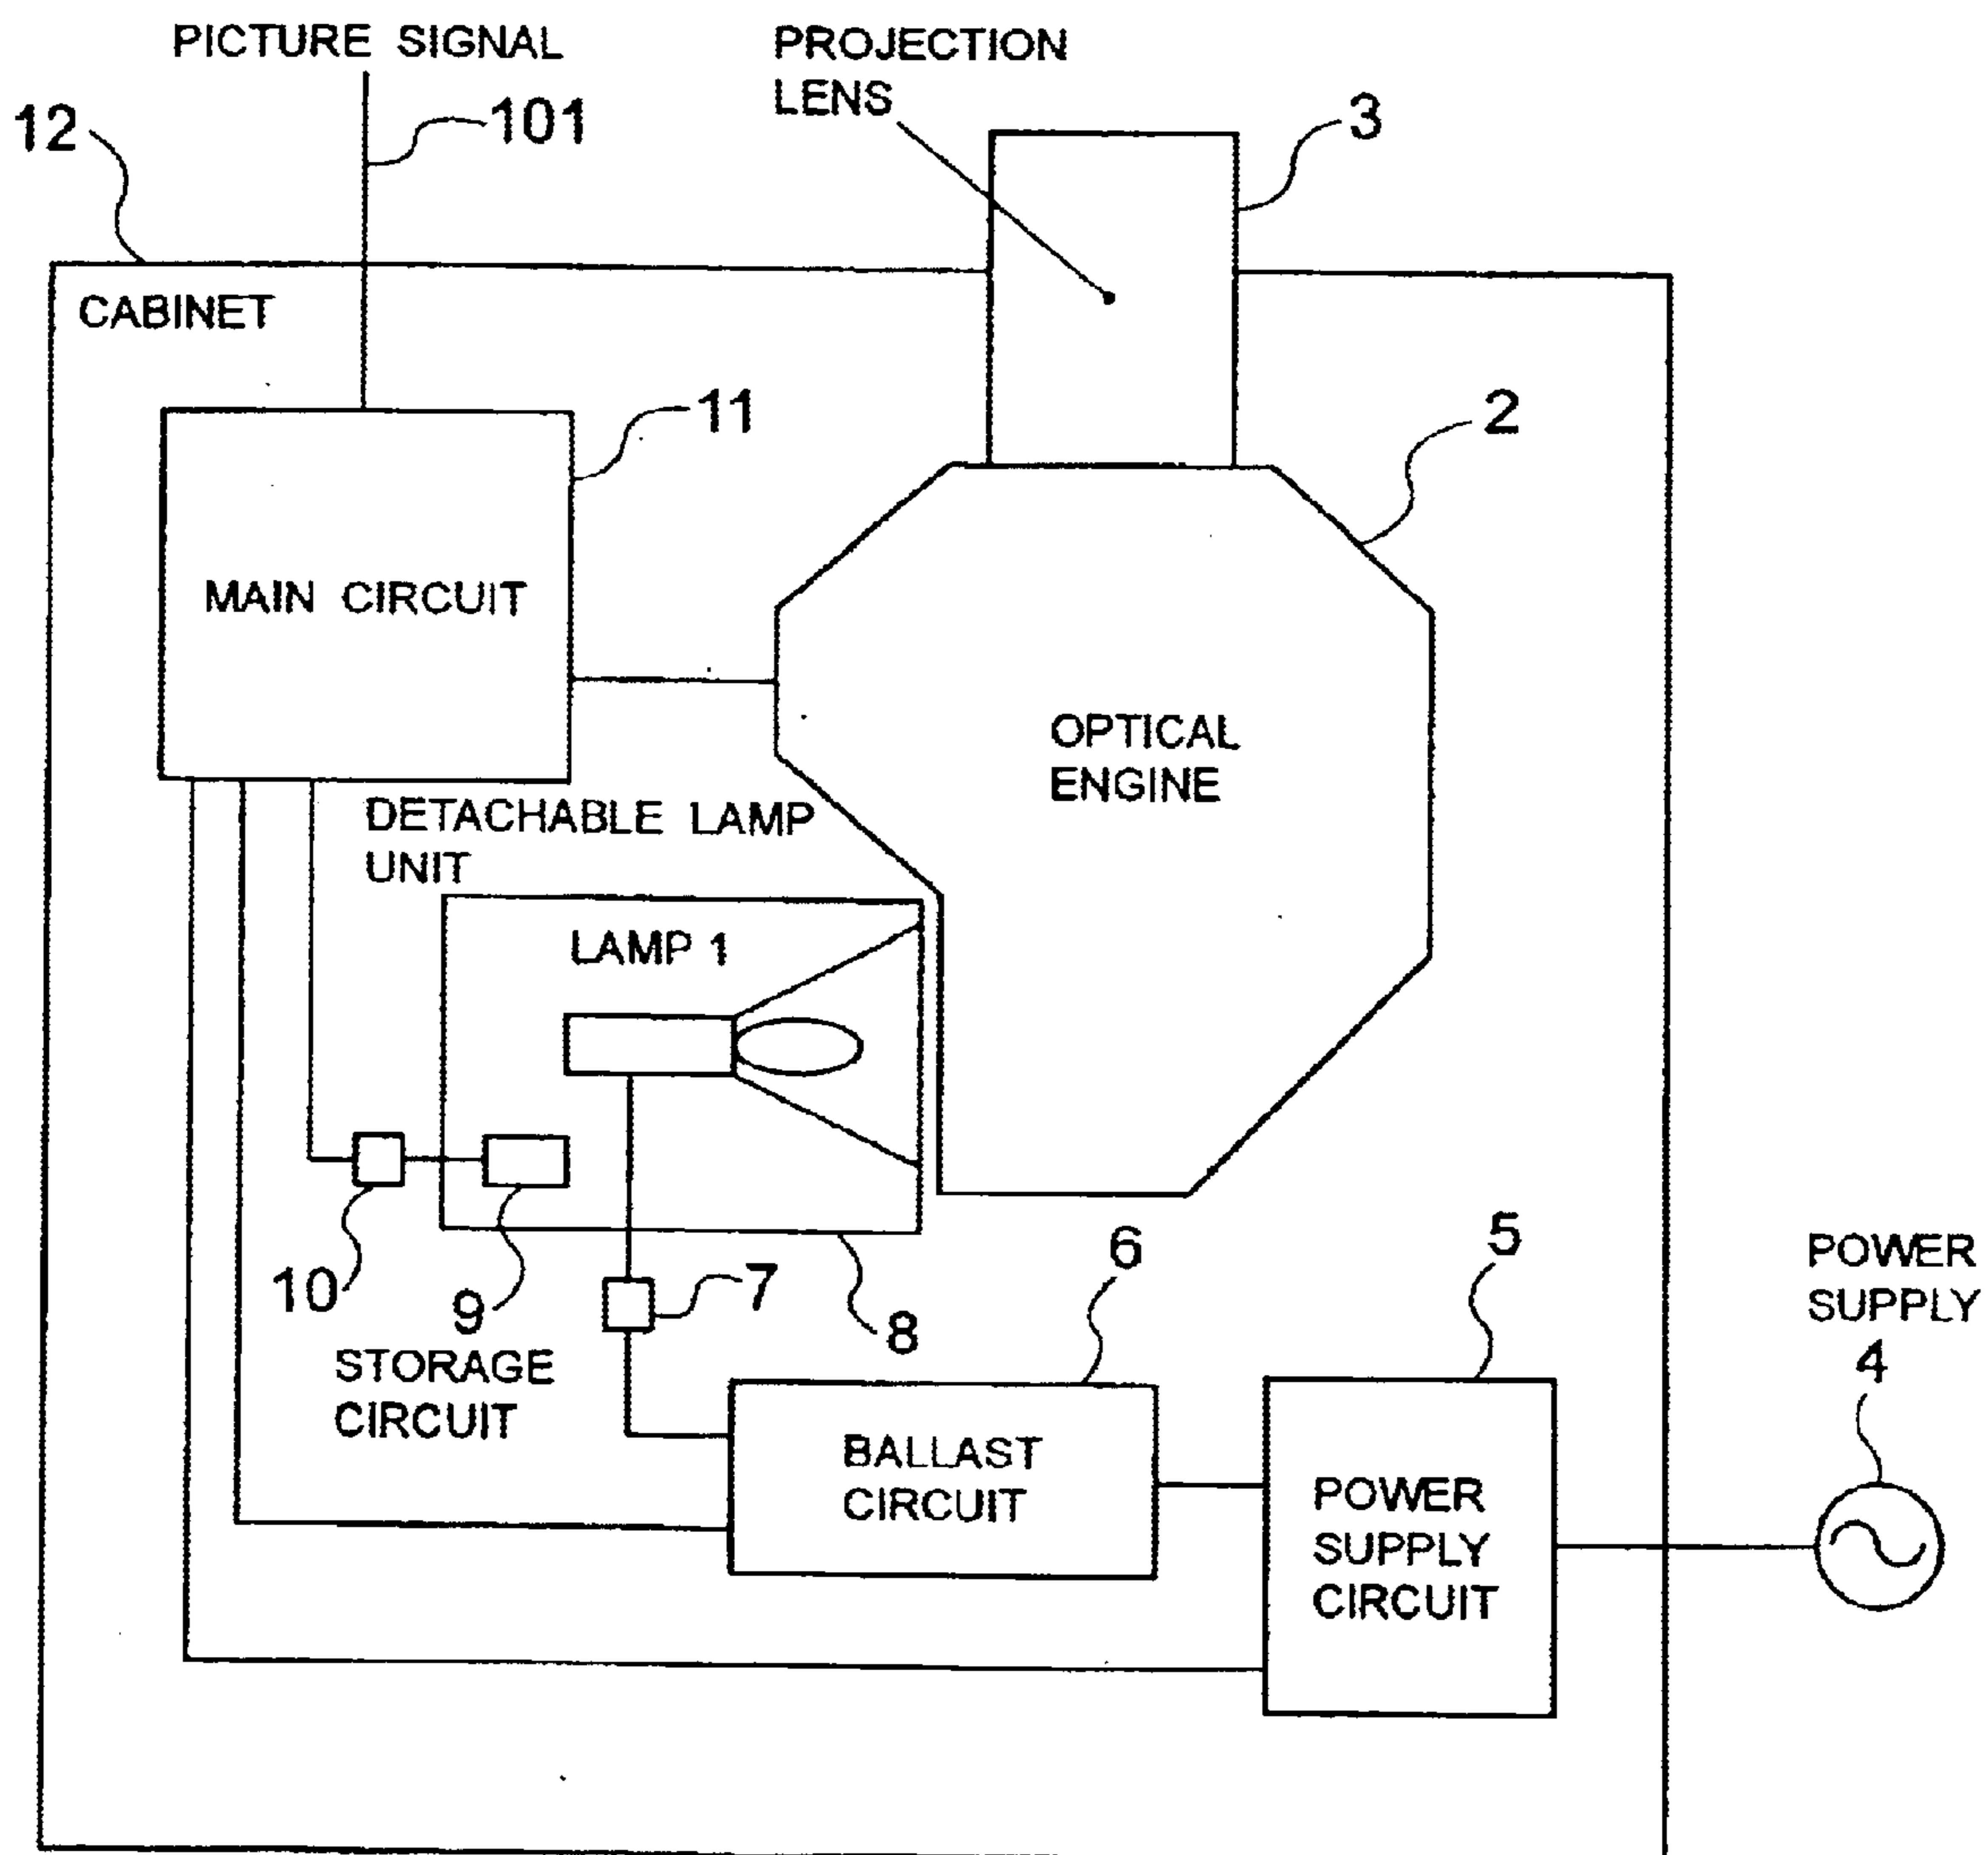 PICTURE SIGNAL
PROJECTION
LENS
12
101
3
CABINET
11
2
MAIN CIRCUIT
OPTICAL
ENGINE
DETACHABLE LAMP
UNIT
LAMP 1
10
9
7
8
6
5
POWER
SUPPLY
4
STORAGE
CIRCUIT
BALLAST
CIRCUIT
POWER
SUPPLY
CIRCUIT